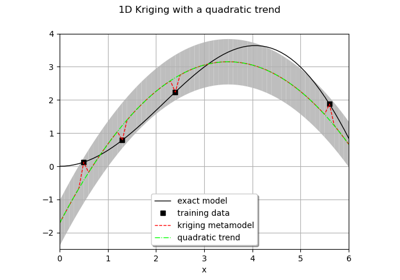 1D Kriging with a quadratic trend
4
3
2
1
0
−1
−2
exact model
training data
kriging metamodel
quadratic trend
0 1 2 3 4 5 6
x